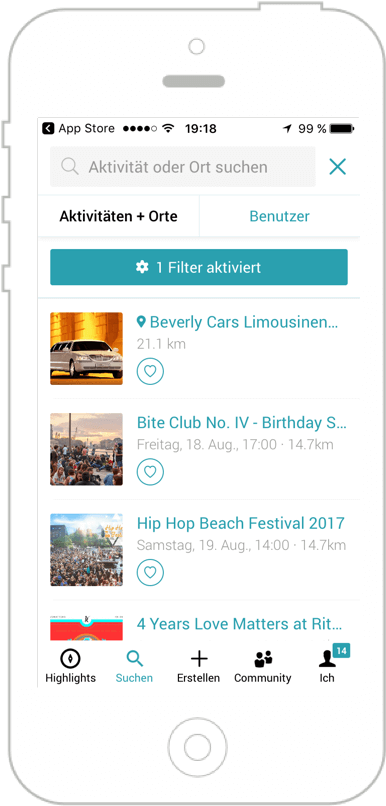 App Store 19:18 99 %
Aktivität oder Ort suchen
Aktivitäten + Orte Benutzer
1 Filter aktiviert
Beverly Cars Limousinen...
21.1 km
Bite Club No. IV - Birthday S...
Freitag, 18. Aug., 17:00 · 14.7km
Hip Hop Beach Festival 2017
Samstag, 19. Aug., 14:00 · 14.7km
4 Years Love Matters at Rit...
14
Highlights Suchen Erstellen Community Ich